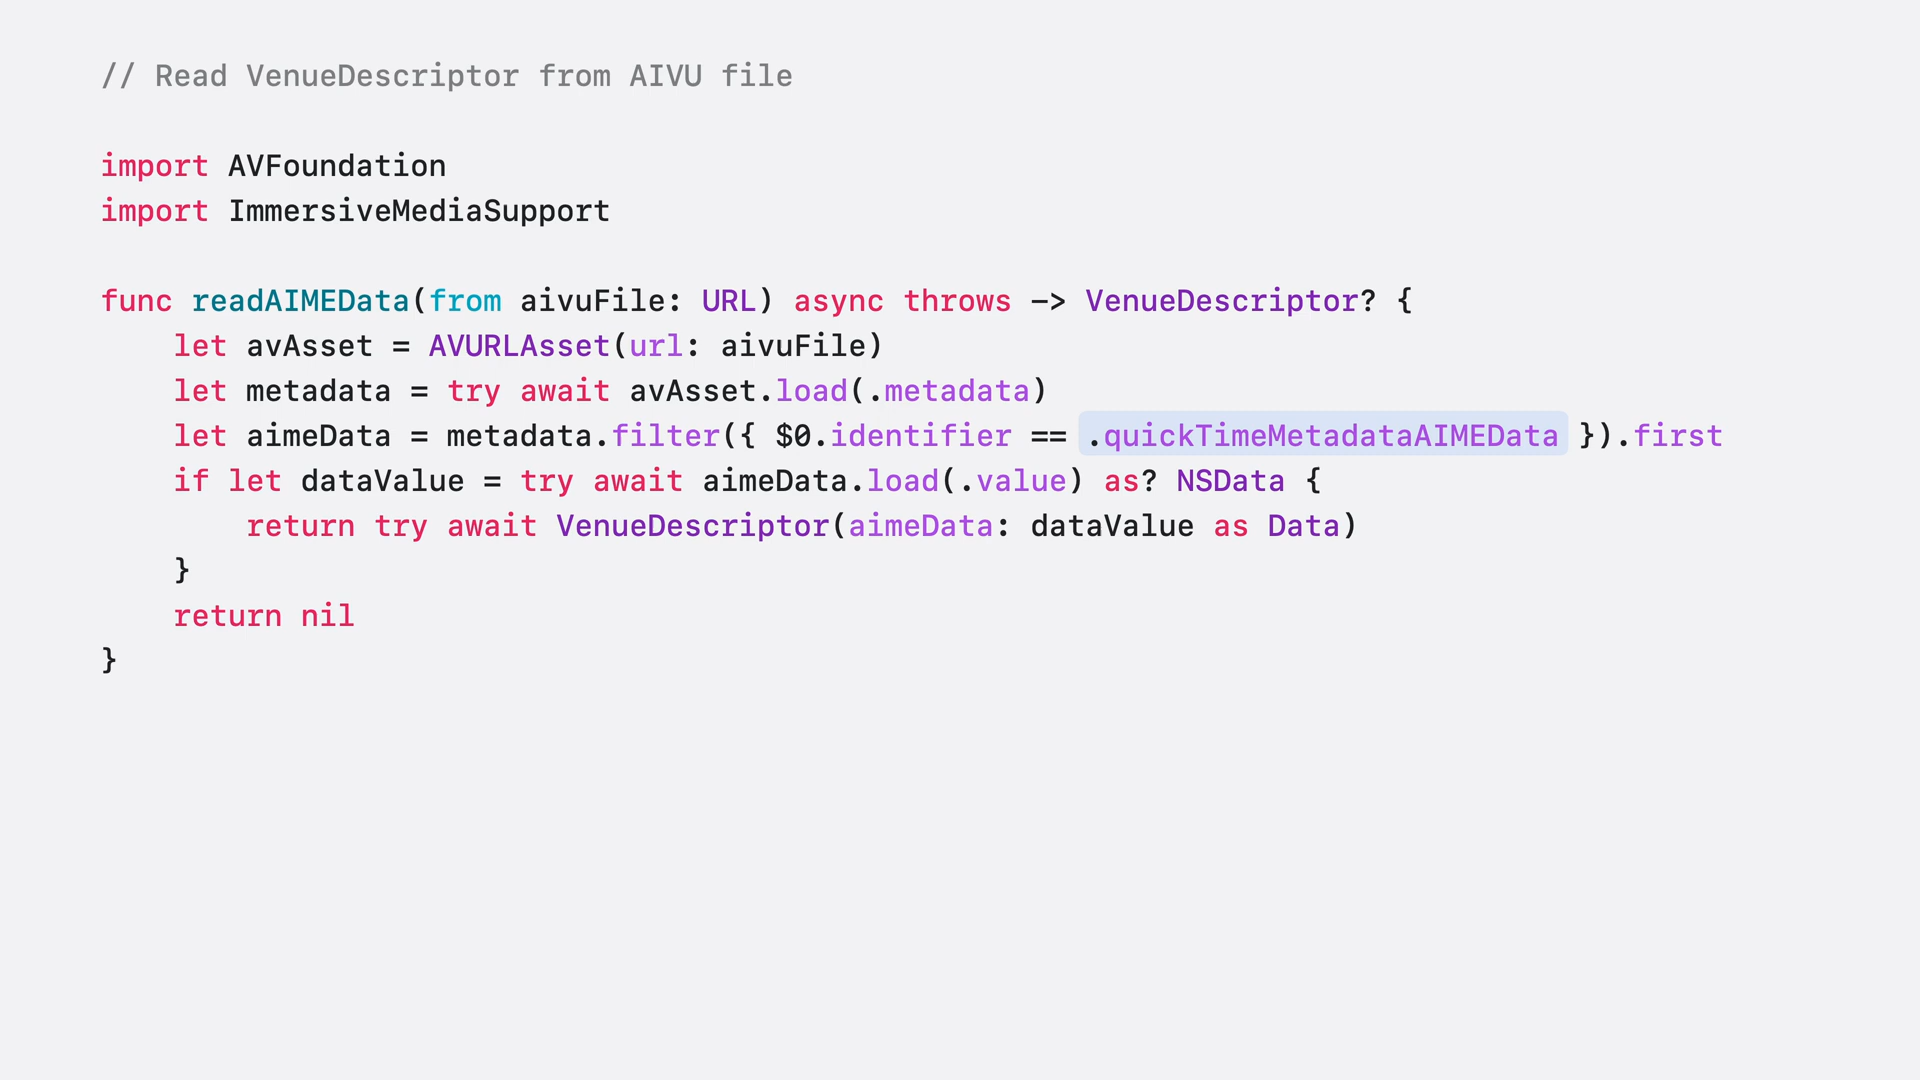 // Read VenueDescriptor from AIVU file
import AVFoundation
import ImmersiveMediaSupport
func readAIMEData(from aivuFile: URL) async throws -> VenueDescriptor? {
    let avAsset = AVURLAsset(url: aivuFile)
    let metadata = try await avAsset.load(.metadata)
    let aimeData = metadata.filter({ $0.identifier == .quickTimeMetadataAIMEData }).first
    if let dataValue = try await aimeData.load(.value) as? NSData {
        return try await VenueDescriptor(aimeData: dataValue as Data)
    }
    return nil
}